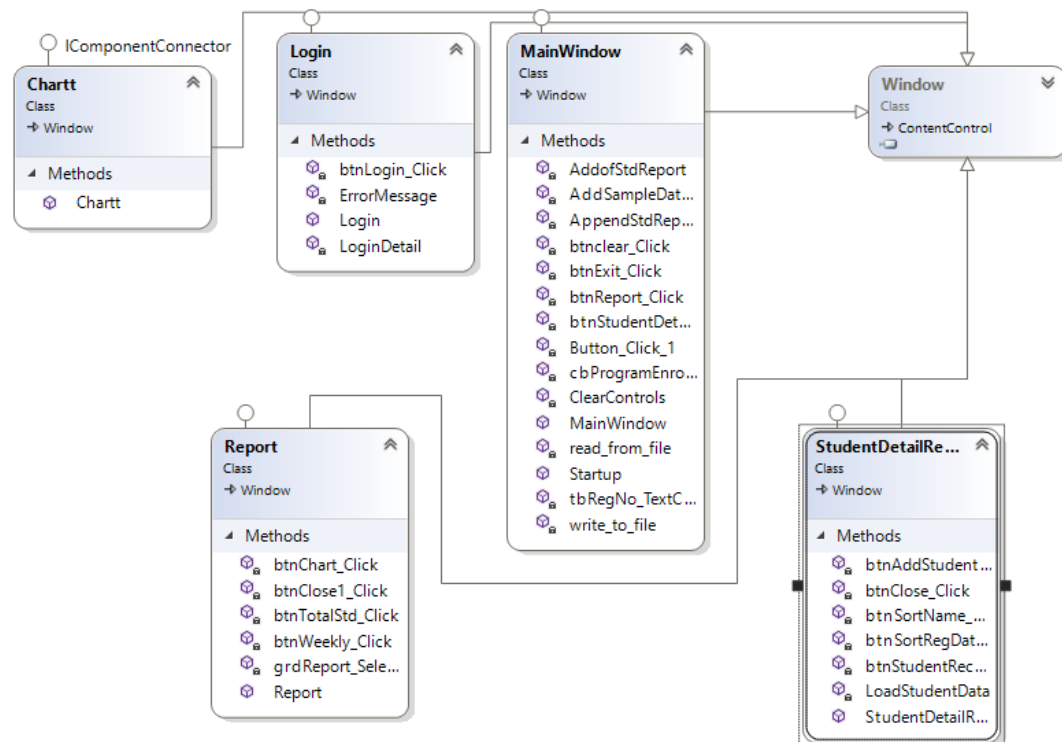 IComponentConnector
Chartt
Class
Window
Methods
Chartt
Login
Class
Window
Methods
btnLogin_Click
ErrorMessage
Login
LoginDetail
MainWindow
Class
Window
Methods
AddofStdReport
AddSampleDat...
AppendStdRep...
btnclear_Click
btnExit_Click
btnReport_Click
btnStudentDet...
Button_Click_1
cbProgramEnro...
ClearControls
MainWindow
read_from_file
Startup
tbRegNo_TextC...
write_to_file
Window
Class
ContentControl
Report
Class
Window
Methods
btnChart_Click
btnClose1_Click
btnTotalStd_Click
btnWeekly_Click
grdReport_Sele...
Report
StudentDetailRe...
Class
Window
Methods
btnAddStudent...
btnClose_Click
btnSortName_...
btnSortRegDat...
btnStudentRec...
LoadStudentData
StudentDetailR...